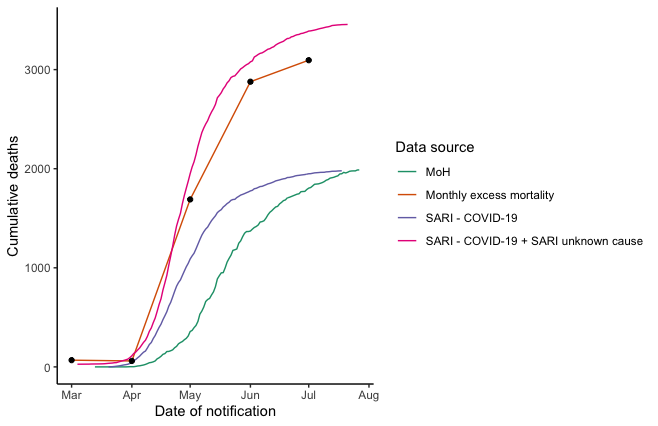 3000
2000
1000
0
Cumulative deaths
Mar Apr May Jun Jul Aug
Date of notification
Data source
MoH
Monthly excess mortality
SARI - COVID-19
SARI - COVID-19 + SARI unknown cause